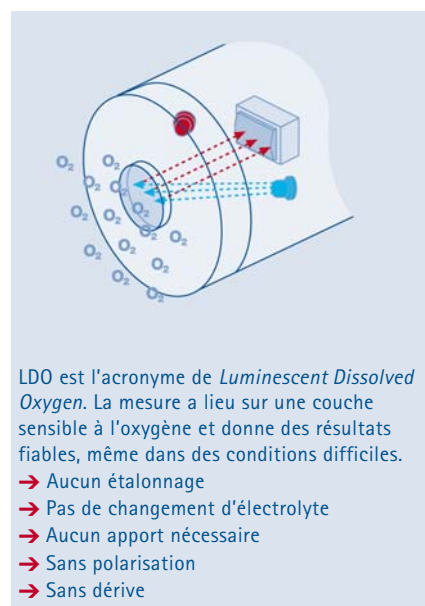 O₂ O₂
O₂ O₂
O₂ O₂ O₂
O₂ O₂ O₂
O₂ O₂
O₂ O₂
LDO est l'acronyme de Luminescent Dissolved
Oxygen. La mesure a lieu sur une couche
sensible à l'oxygène et donne des résultats
fiables, même dans des conditions difficiles.
→ Aucun étalonnage
→ Pas de changement d'électrolyte
→ Aucun apport nécessaire
→ Sans polarisation
→ Sans dérive